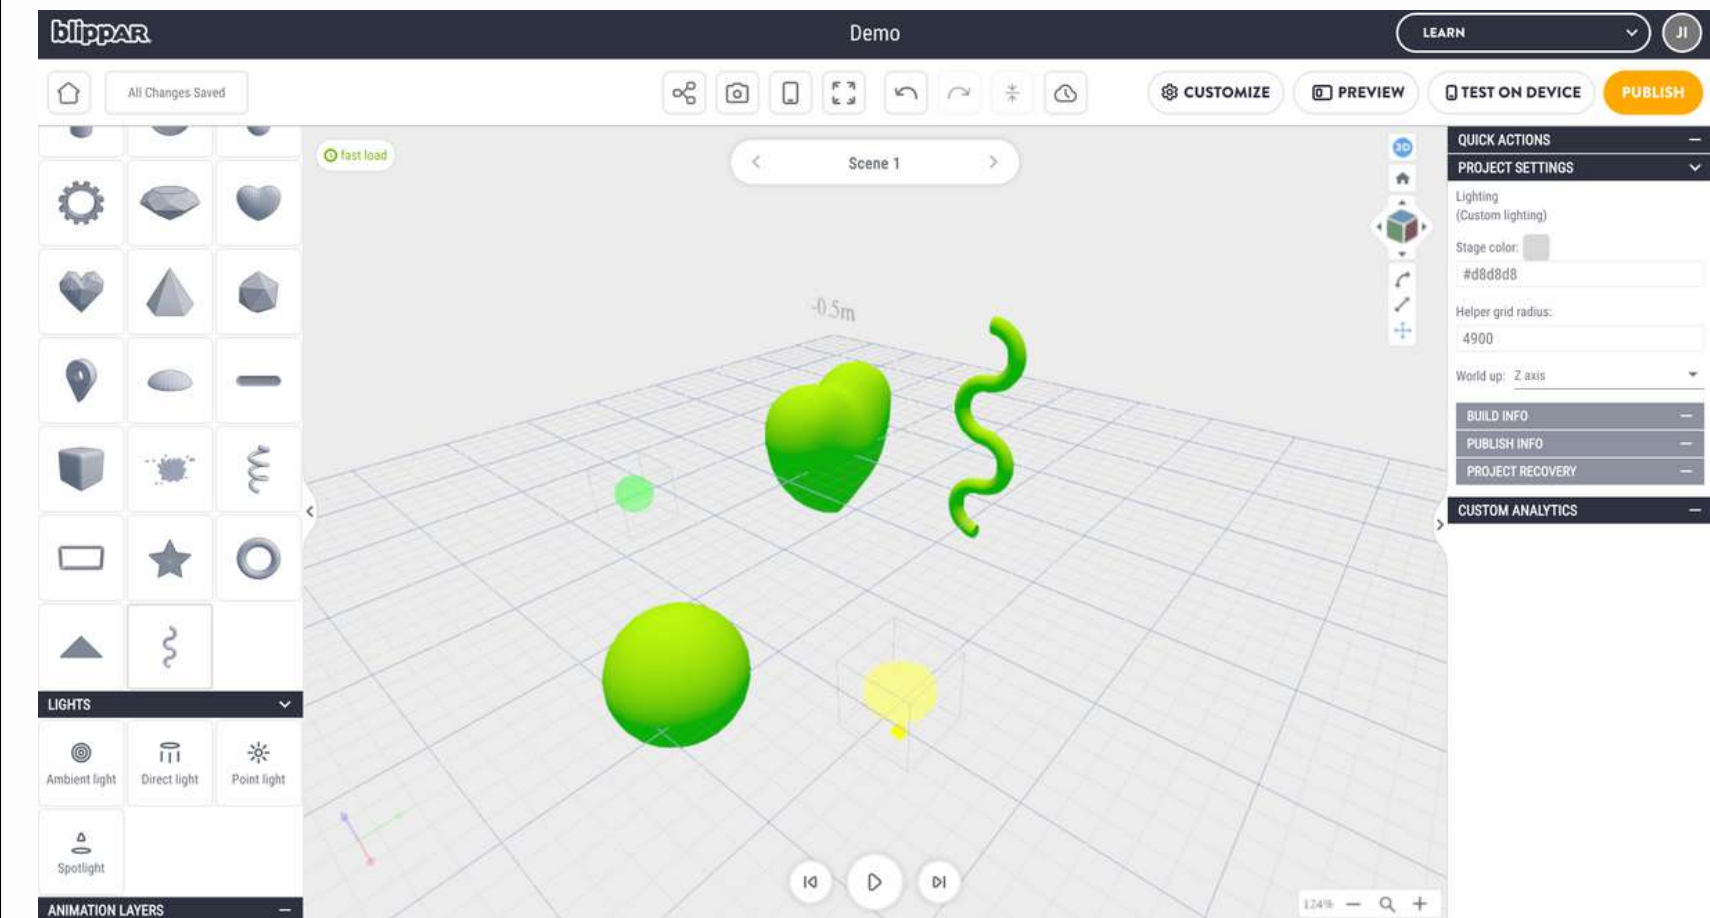 blippAR
Demo
LEARN
JI
All Changes Saved
CUSTOMIZE
PREVIEW
TEST ON DEVICE
PUBLISH
fast load
Scene 1
3D
QUICK ACTIONS
PROJECT SETTINGS
Lighting
(Custom lighting)
Stage color:
#d8d8d8
Helper grid radius:
4900
World up: Z axis
BUILD INFO
PUBLISH INFO
PROJECT RECOVERY
CUSTOM ANALYTICS
-0.5m
LIGHTS
Ambient light
Direct light
Point light
Spotlight
ANIMATION LAYERS
124%